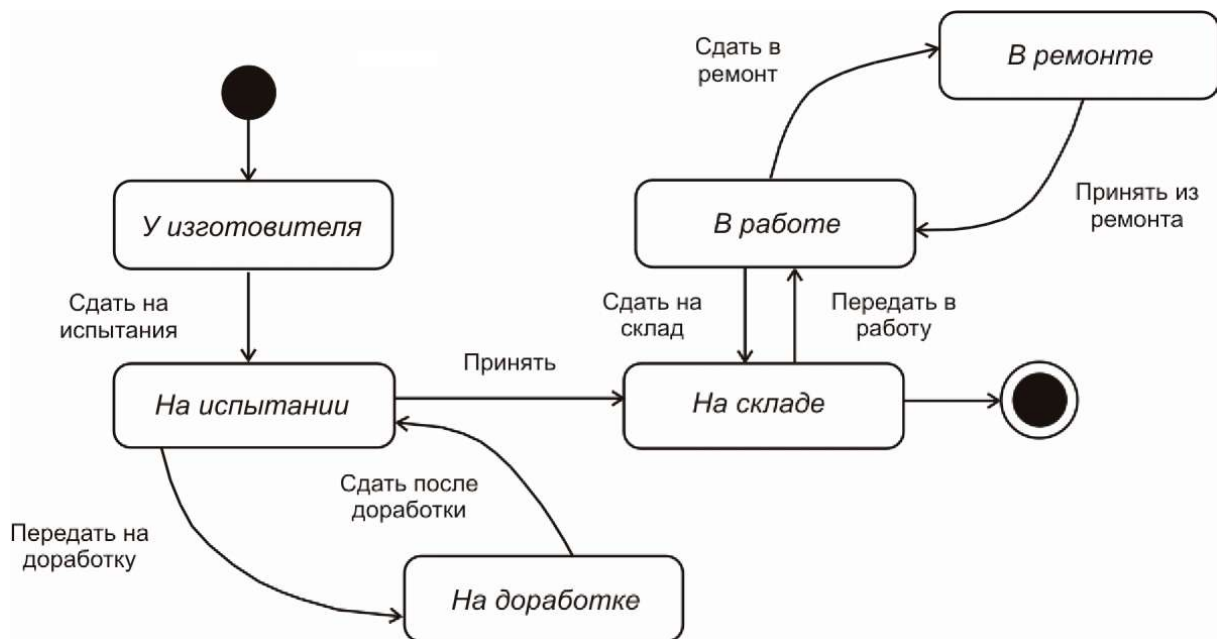 Сдать в
ремонт
В ремонте
У изготовителя
В работе
Принять из
ремонта
Сдать на
испытания
Сдать на
склад
Передать в
работу
Принять
На испытании
На складе
Сдать после
доработки
Передать на
доработку
На доработке